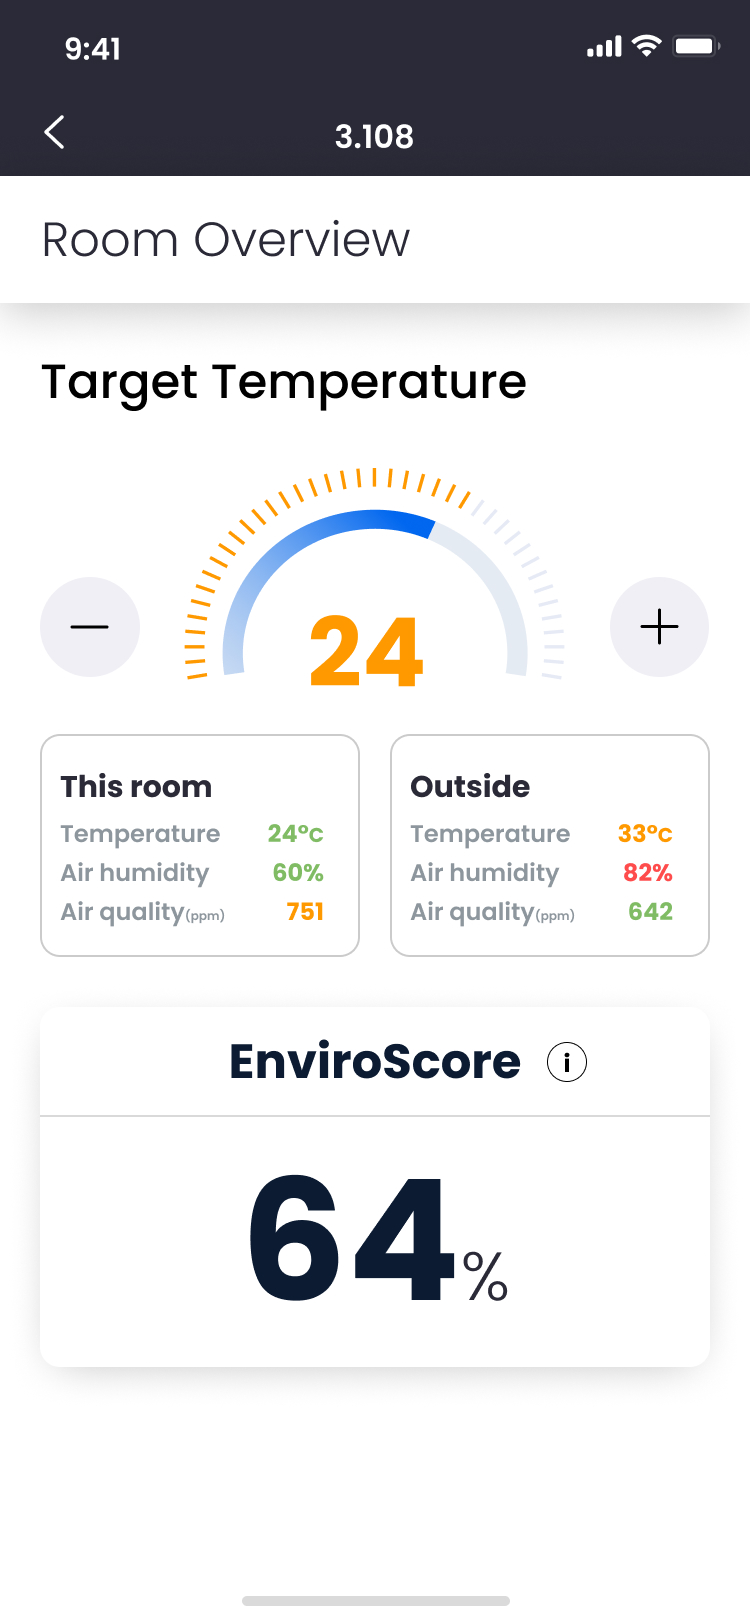 9:41
3.108
Room Overview
Target Temperature
24
This room
Temperature 24°C
Air humidity 60%
Air quality(ppm) 751
Outside
Temperature 33°C
Air humidity 82%
Air quality(ppm) 642
EnviroScore i
64%